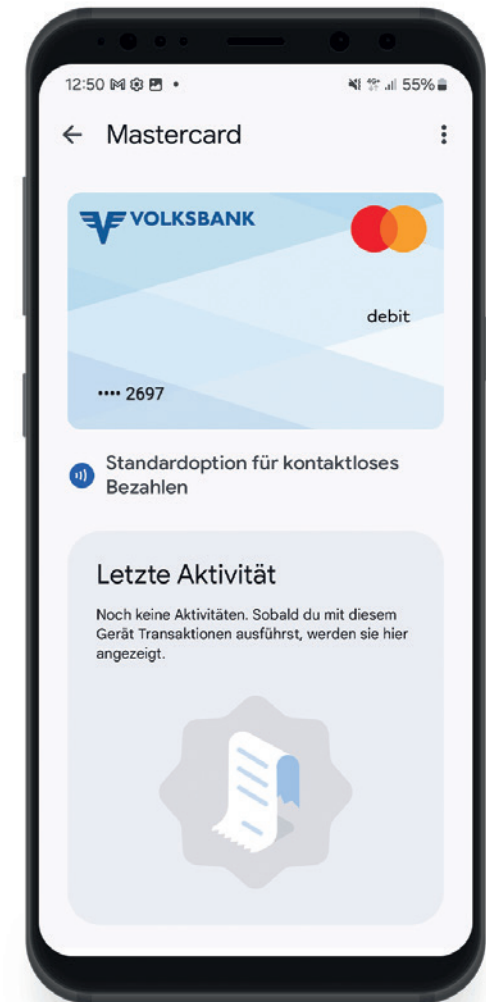 12:50
4G+ 55%
Mastercard
VOLKSBANK
debit
•••• 2697
Standardoption für kontaktloses
Bezahlen
Letzte Aktivität
Noch keine Aktivitäten. Sobald du mit diesem
Gerät Transaktionen ausführst, werden sie hier
angezeigt.